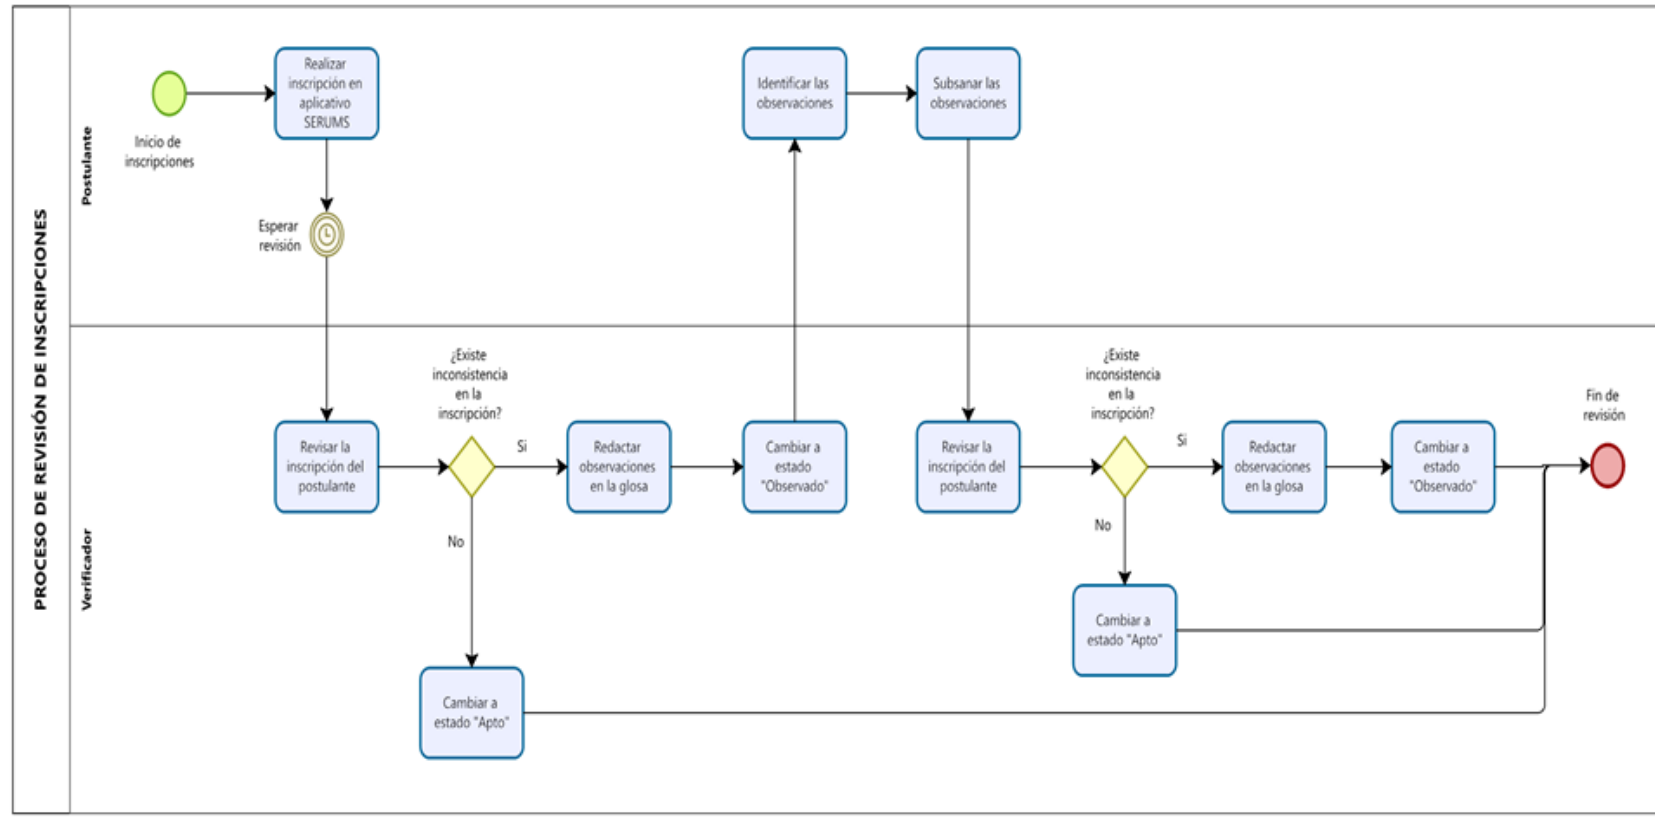 PROCESO DE REVISIÓN DE INSCRIPCIONES
Postulante
Inicio de
inscripciones
Realizar
inscripción en
aplicativo
SERUMS
Esperar
revisión
Identificar las
observaciones
Subsanar las
observaciones
Verificador
Revisar la
inscripción del
postulante
¿Existe
inconsistencia
en la
inscripción?
Si
No
Cambiar a
estado "Apto"
Redactar
observaciones
en la glosa
Cambiar a
estado
"Observado"
Revisar la
inscripción del
postulante
¿Existe
inconsistencia
en la
inscripción?
Si
No
Cambiar a
estado "Apto"
Redactar
observaciones
en la glosa
Cambiar a
estado
"Observado"
Fin de
revisión